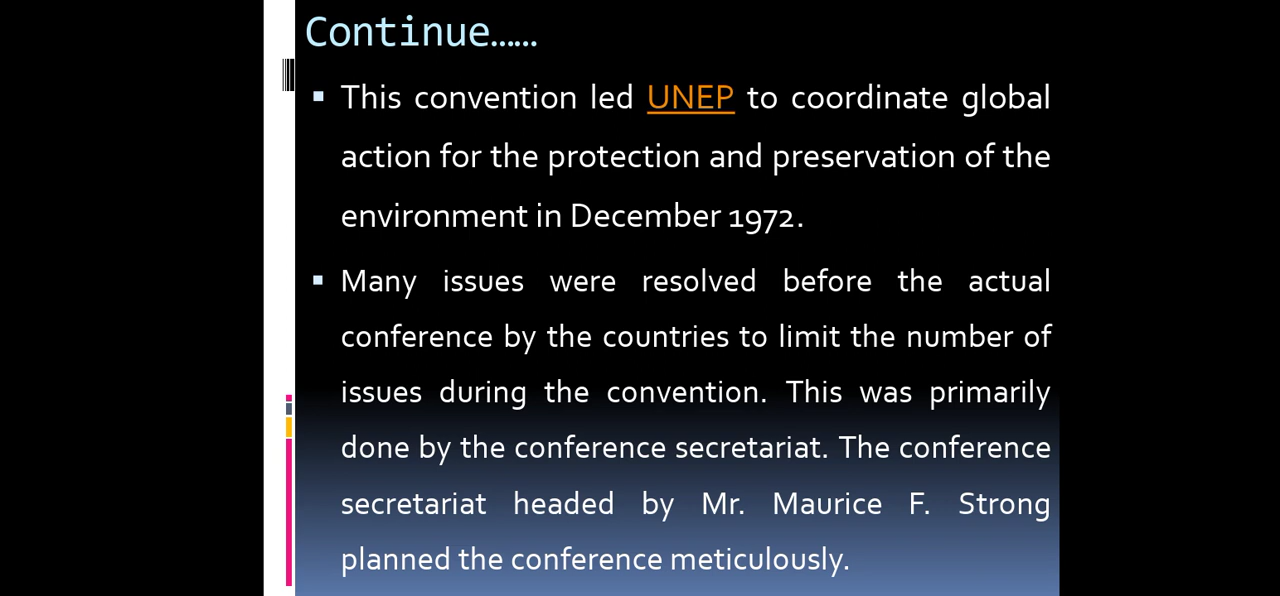 Continue……
This convention led UNEP to coordinate global
action for the protection and preservation of the
environment in December 1972.
Many issues were resolved before the actual
conference by the countries to limit the number of
issues during the convention. This was primarily
done by the conference secretariat. The conference
secretariat headed by Mr. Maurice F. Strong
planned the conference meticulously.